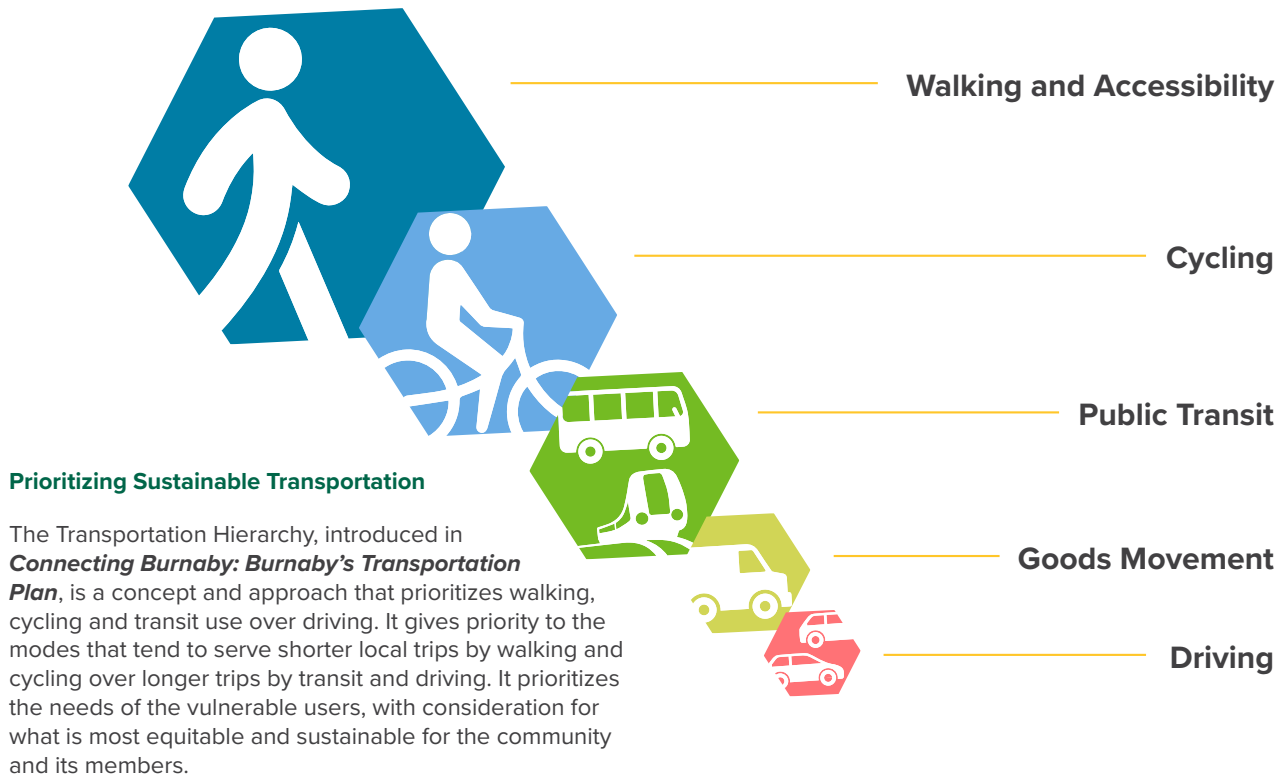 Walking and Accessibility
Cycling
Public Transit
Goods Movement
Driving
Prioritizing Sustainable Transportation
The Transportation Hierarchy, introduced in
Connecting Burnaby: Burnaby’s Transportation
Plan, is a concept and approach that prioritizes walking,
cycling and transit use over driving. It gives priority to the
modes that tend to serve shorter local trips by walking and
cycling over longer trips by transit and driving. It prioritizes
the needs of the vulnerable users, with consideration for
what is most equitable and sustainable for the community
and its members.